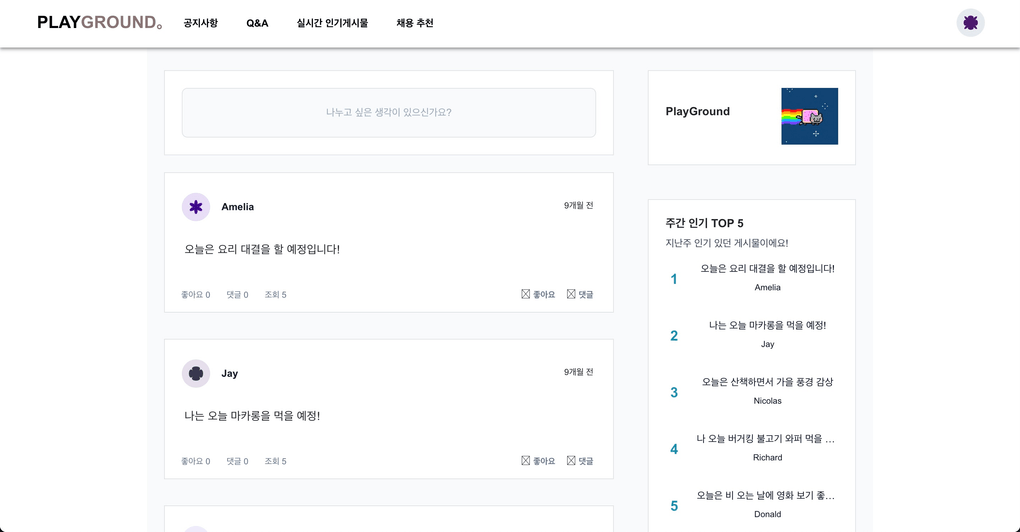 PLAYGROUND。 공지사항 Q&A 실시간 인기게시물 채용 추천
나누고 싶은 생각이 있으신가요?
Amelia 9개월 전
오늘은 요리 대결을 할 예정입니다!
좋아요 0 댓글 0 조회 5 좋아요 댓글
Jay 9개월 전
나는 오늘 마카롱을 먹을 예정!
좋아요 0 댓글 0 조회 5 좋아요 댓글
PlayGround
주간 인기 TOP 5
지난주 인기 있던 게시물이에요!
1 오늘은 요리 대결을 할 예정입니다!
Amelia
2 나는 오늘 마카롱을 먹을 예정!
Jay
3 오늘은 산책하면서 가을 풍경 감상
Nicolas
4 나 오늘 버거킹 불고기 와퍼 먹을 ...
Richard
5 오늘은 비 오는 날에 영화 보기 좋...
Donald